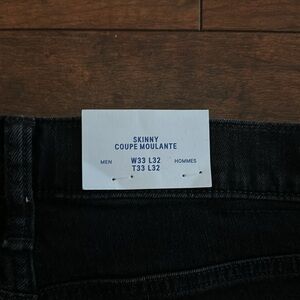 SKINNY
COUPE MOULANTE
MEN W33 L32 HOMMES
T33 L32